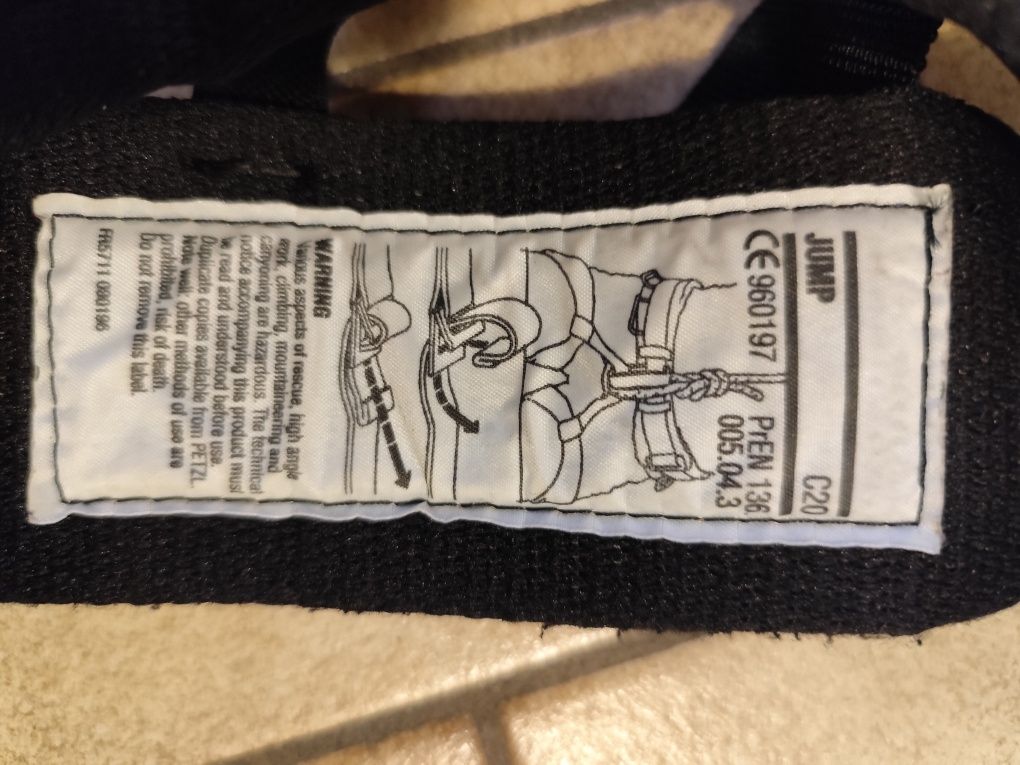 JUMP C20
CE 960197 PrEN 136.
005.04.3
WARNING
Various aspects of rescue, high angle
work, climbing, mountaineering and
canyoning are hazardous. The technical
notice accompanying this product must
be read and understood before use.
Duplicate copies available from PETZL.
Note well, other methods of use are
prohibited, risk of death.
Do not remove this label.
000196